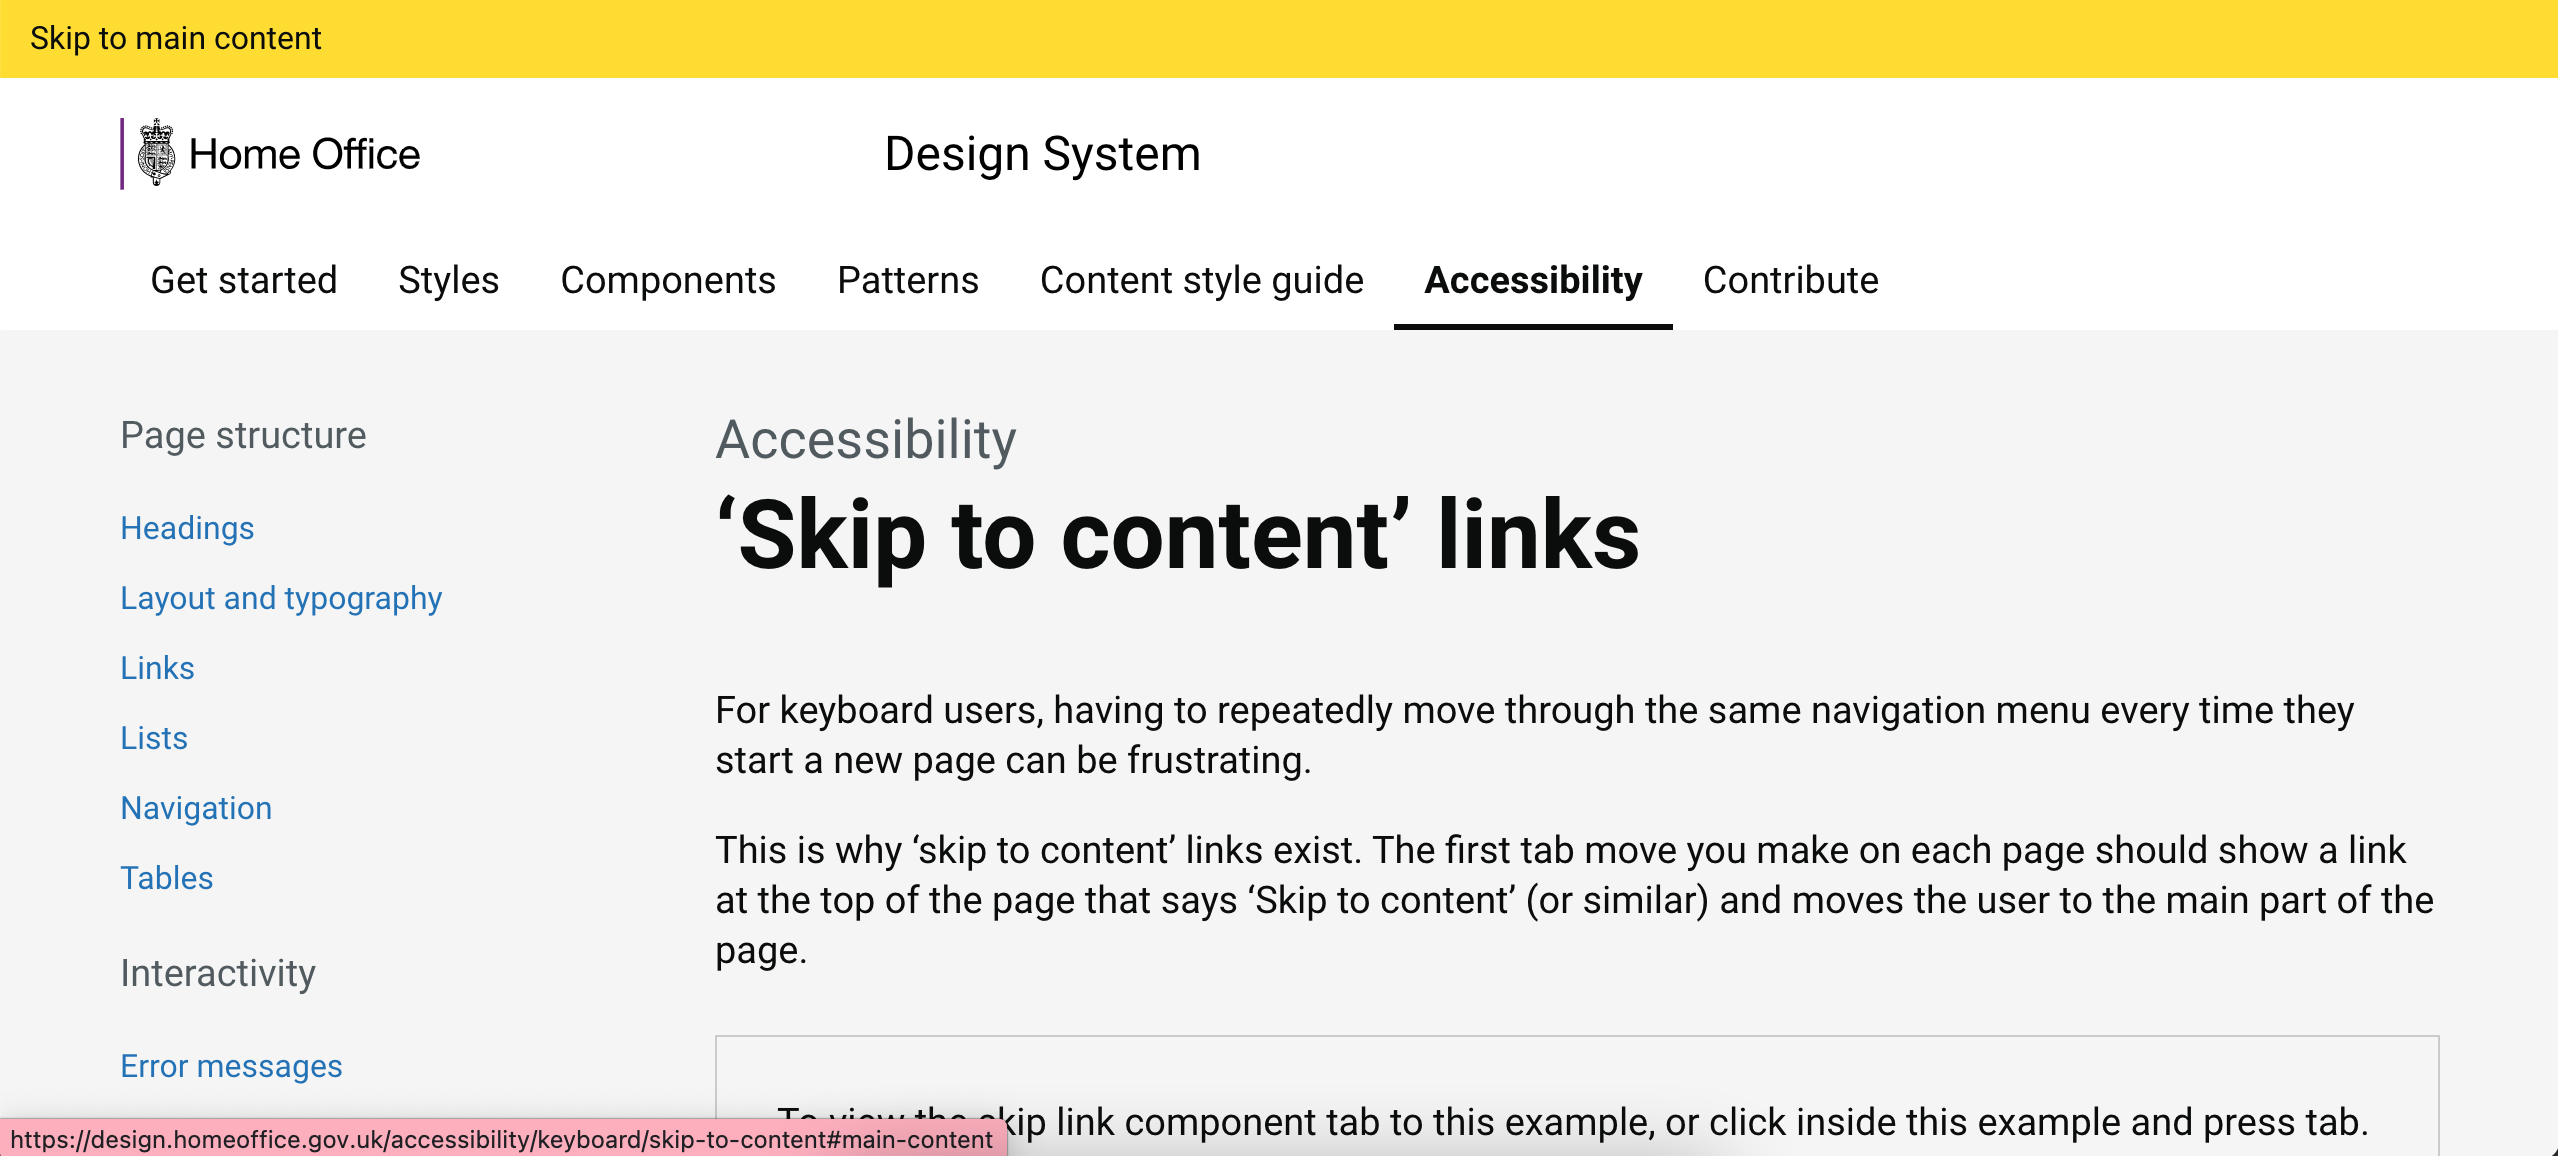 Skip to main content
Home Office
Design System
Get started Styles Components Patterns Content style guide Accessibility Contribute
Page structure
Headings
Layout and typography
Links
Lists
Navigation
Tables
Interactivity
Error messages
Accessibility
‘Skip to content’ links
For keyboard users, having to repeatedly move through the same navigation menu every time they
start a new page can be frustrating.
This is why ‘skip to content’ links exist. The first tab move you make on each page should show a link
at the top of the page that says ‘Skip to content’ (or similar) and moves the user to the main part of the
page.
To view the skip link component tab to this example, or click inside this example and press tab.
https://design.homeoffice.gov.uk/accessibility/keyboard/skip-to-content#main-content